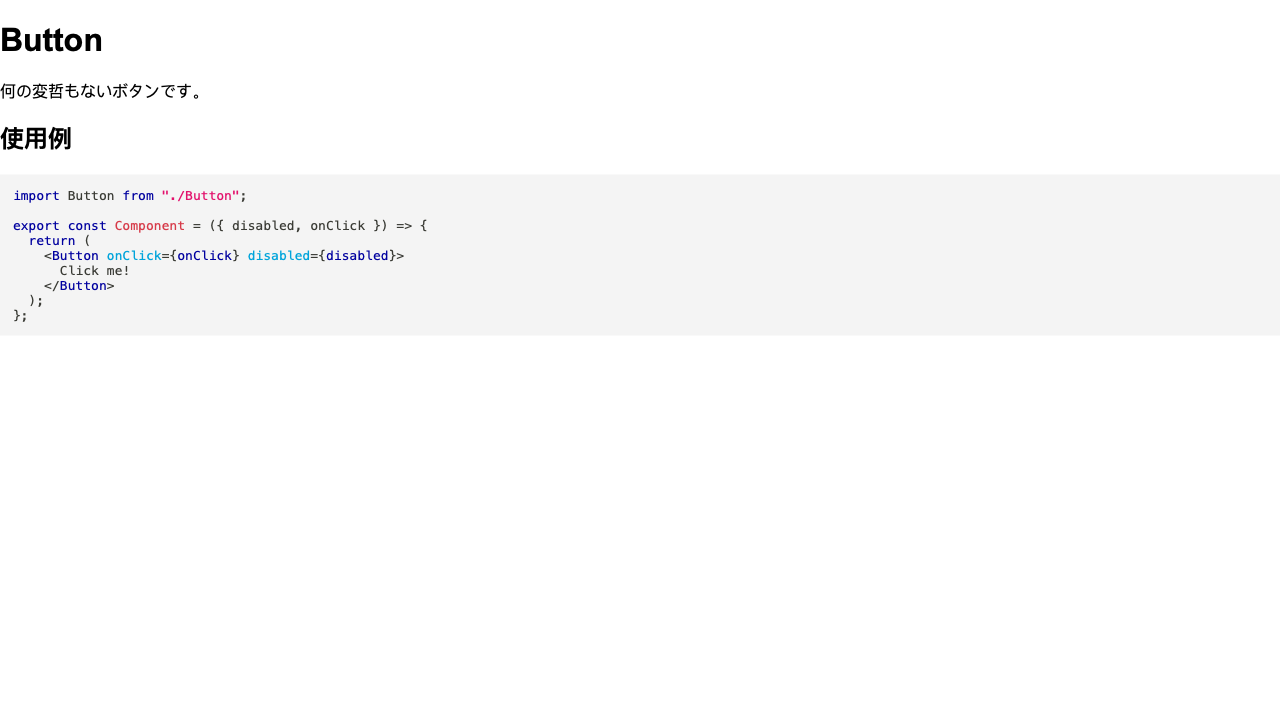 Button
何の変哲もないボタンです。
使用例
import Button from "./Button";
export const Component = ({ disabled, onClick }) => {
  return (
    <Button onClick={onClick} disabled={disabled}>
      Click me!
    </Button>
  );
};